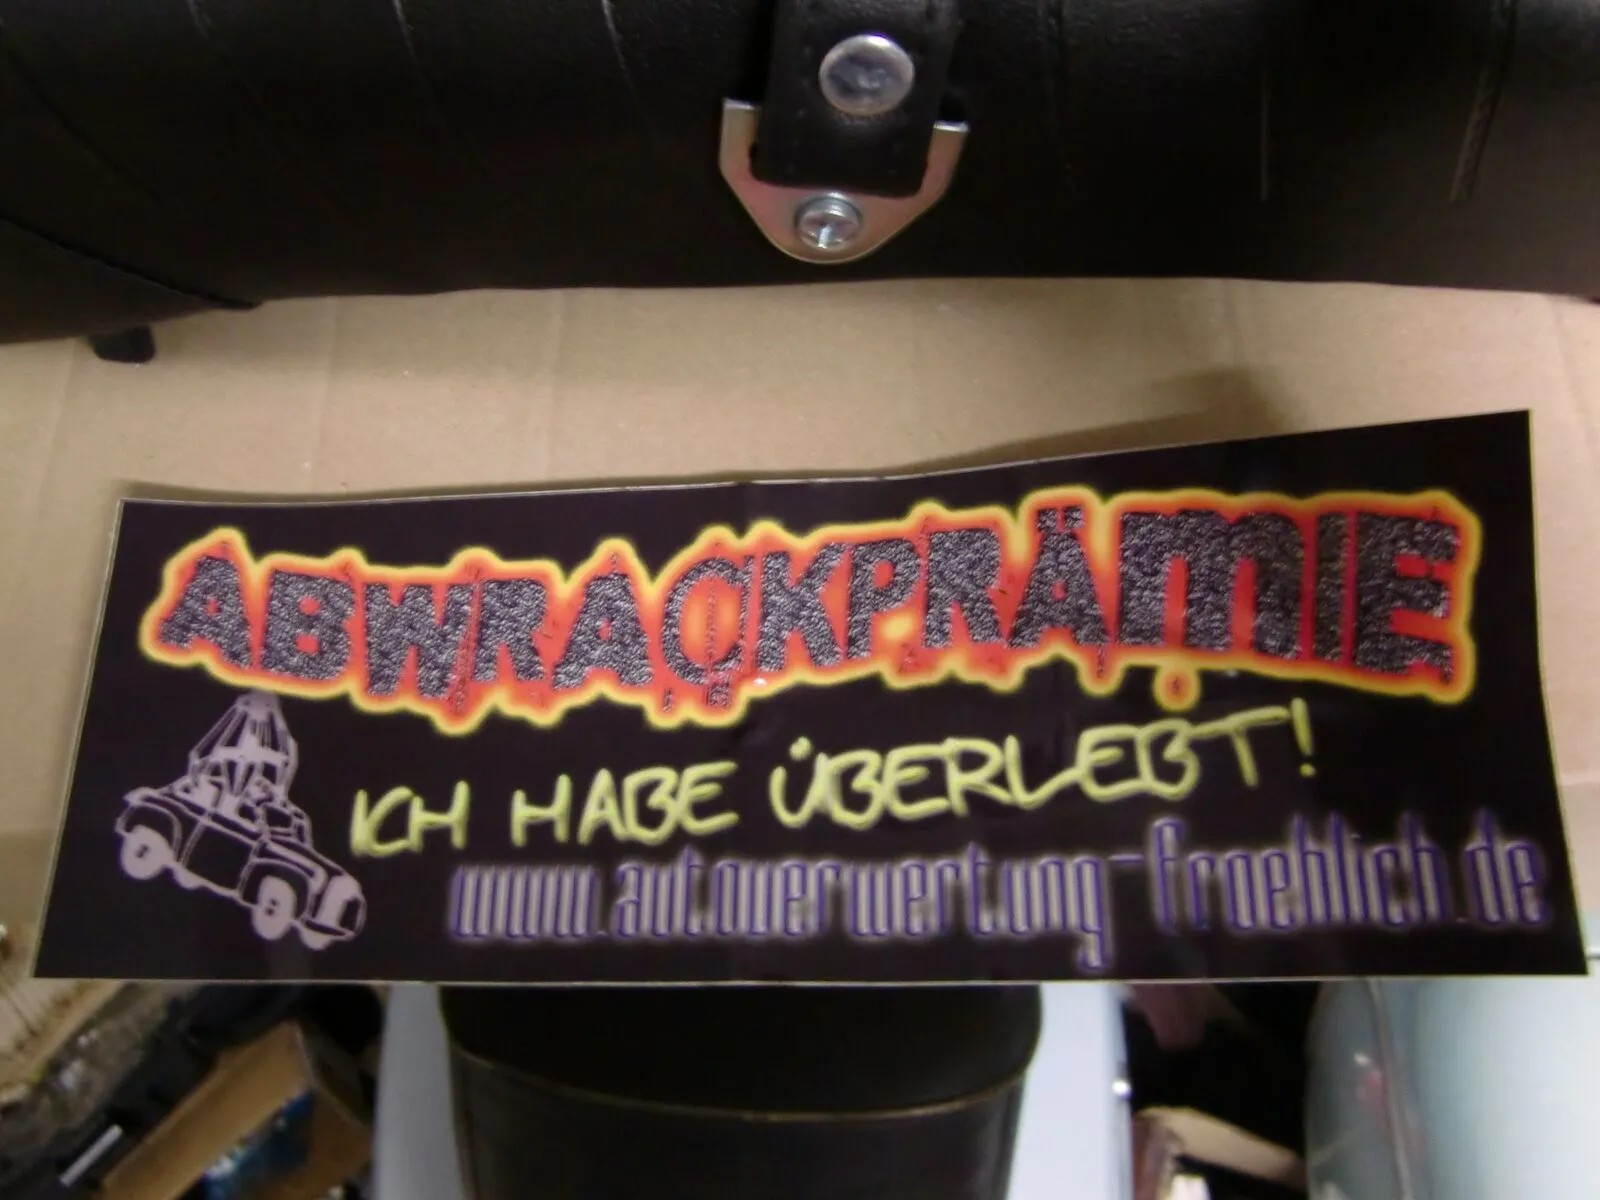 ABWRACKPRÄMIE
ICH HABE ÜBERLEBT!
www.autoverwertung-froehlich.de